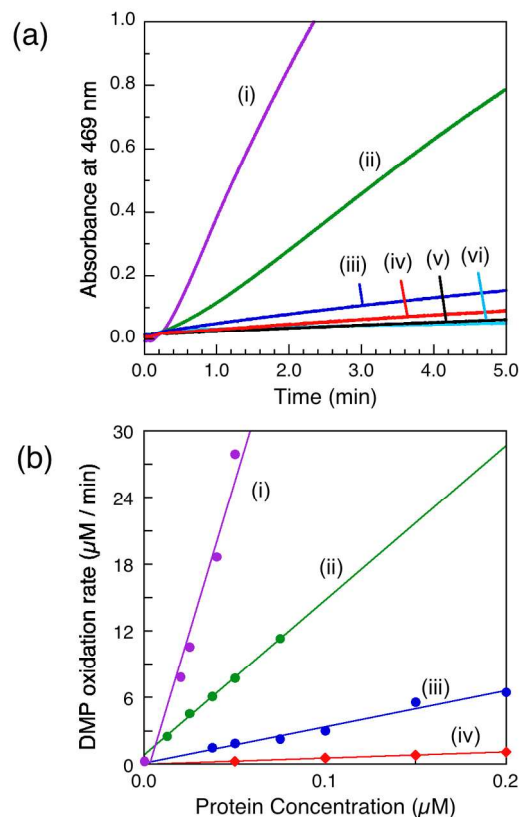 (a)
1.0
0.8
0.6
0.4
0.2
0.0
Absorbance at 469 nm
(i)
(ii)
(iii)
(iv)
(v)
(vi)
0.0 1.0 2.0 3.0 4.0 5.0
Time (min)
(b)
30
24
18
12
6
0
DMP oxidation rate (µM / min)
(i)
(ii)
(iii)
(iv)
0.0 0.1 0.2
Protein Concentration (µM)